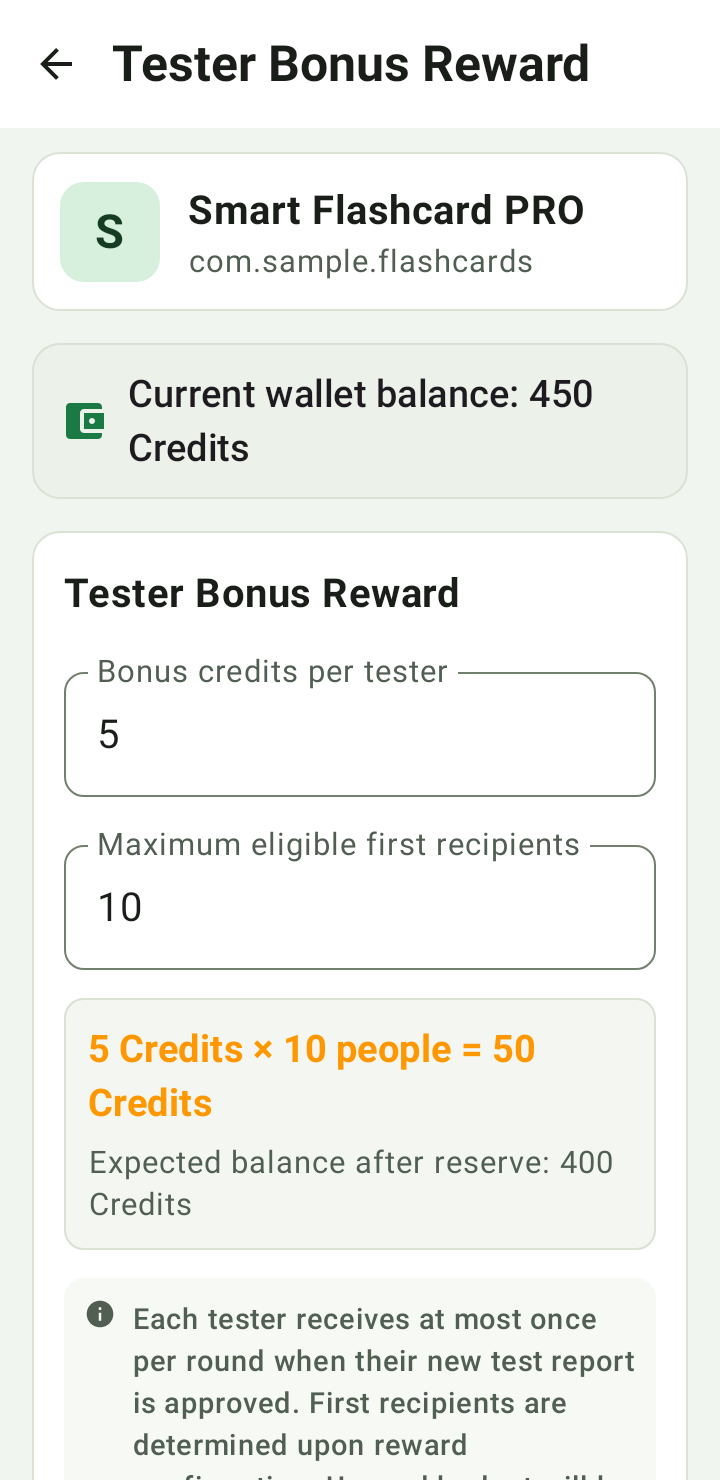 Tester Bonus Reward
S
Smart Flashcard PRO
com.sample.flashcards
Current wallet balance: 450
Credits
Tester Bonus Reward
Bonus credits per tester
5
Maximum eligible first recipients
10
5 Credits × 10 people = 50
Credits
Expected balance after reserve: 400
Credits
Each tester receives at most once
per round when their new test report
is approved. First recipients are
determined upon reward